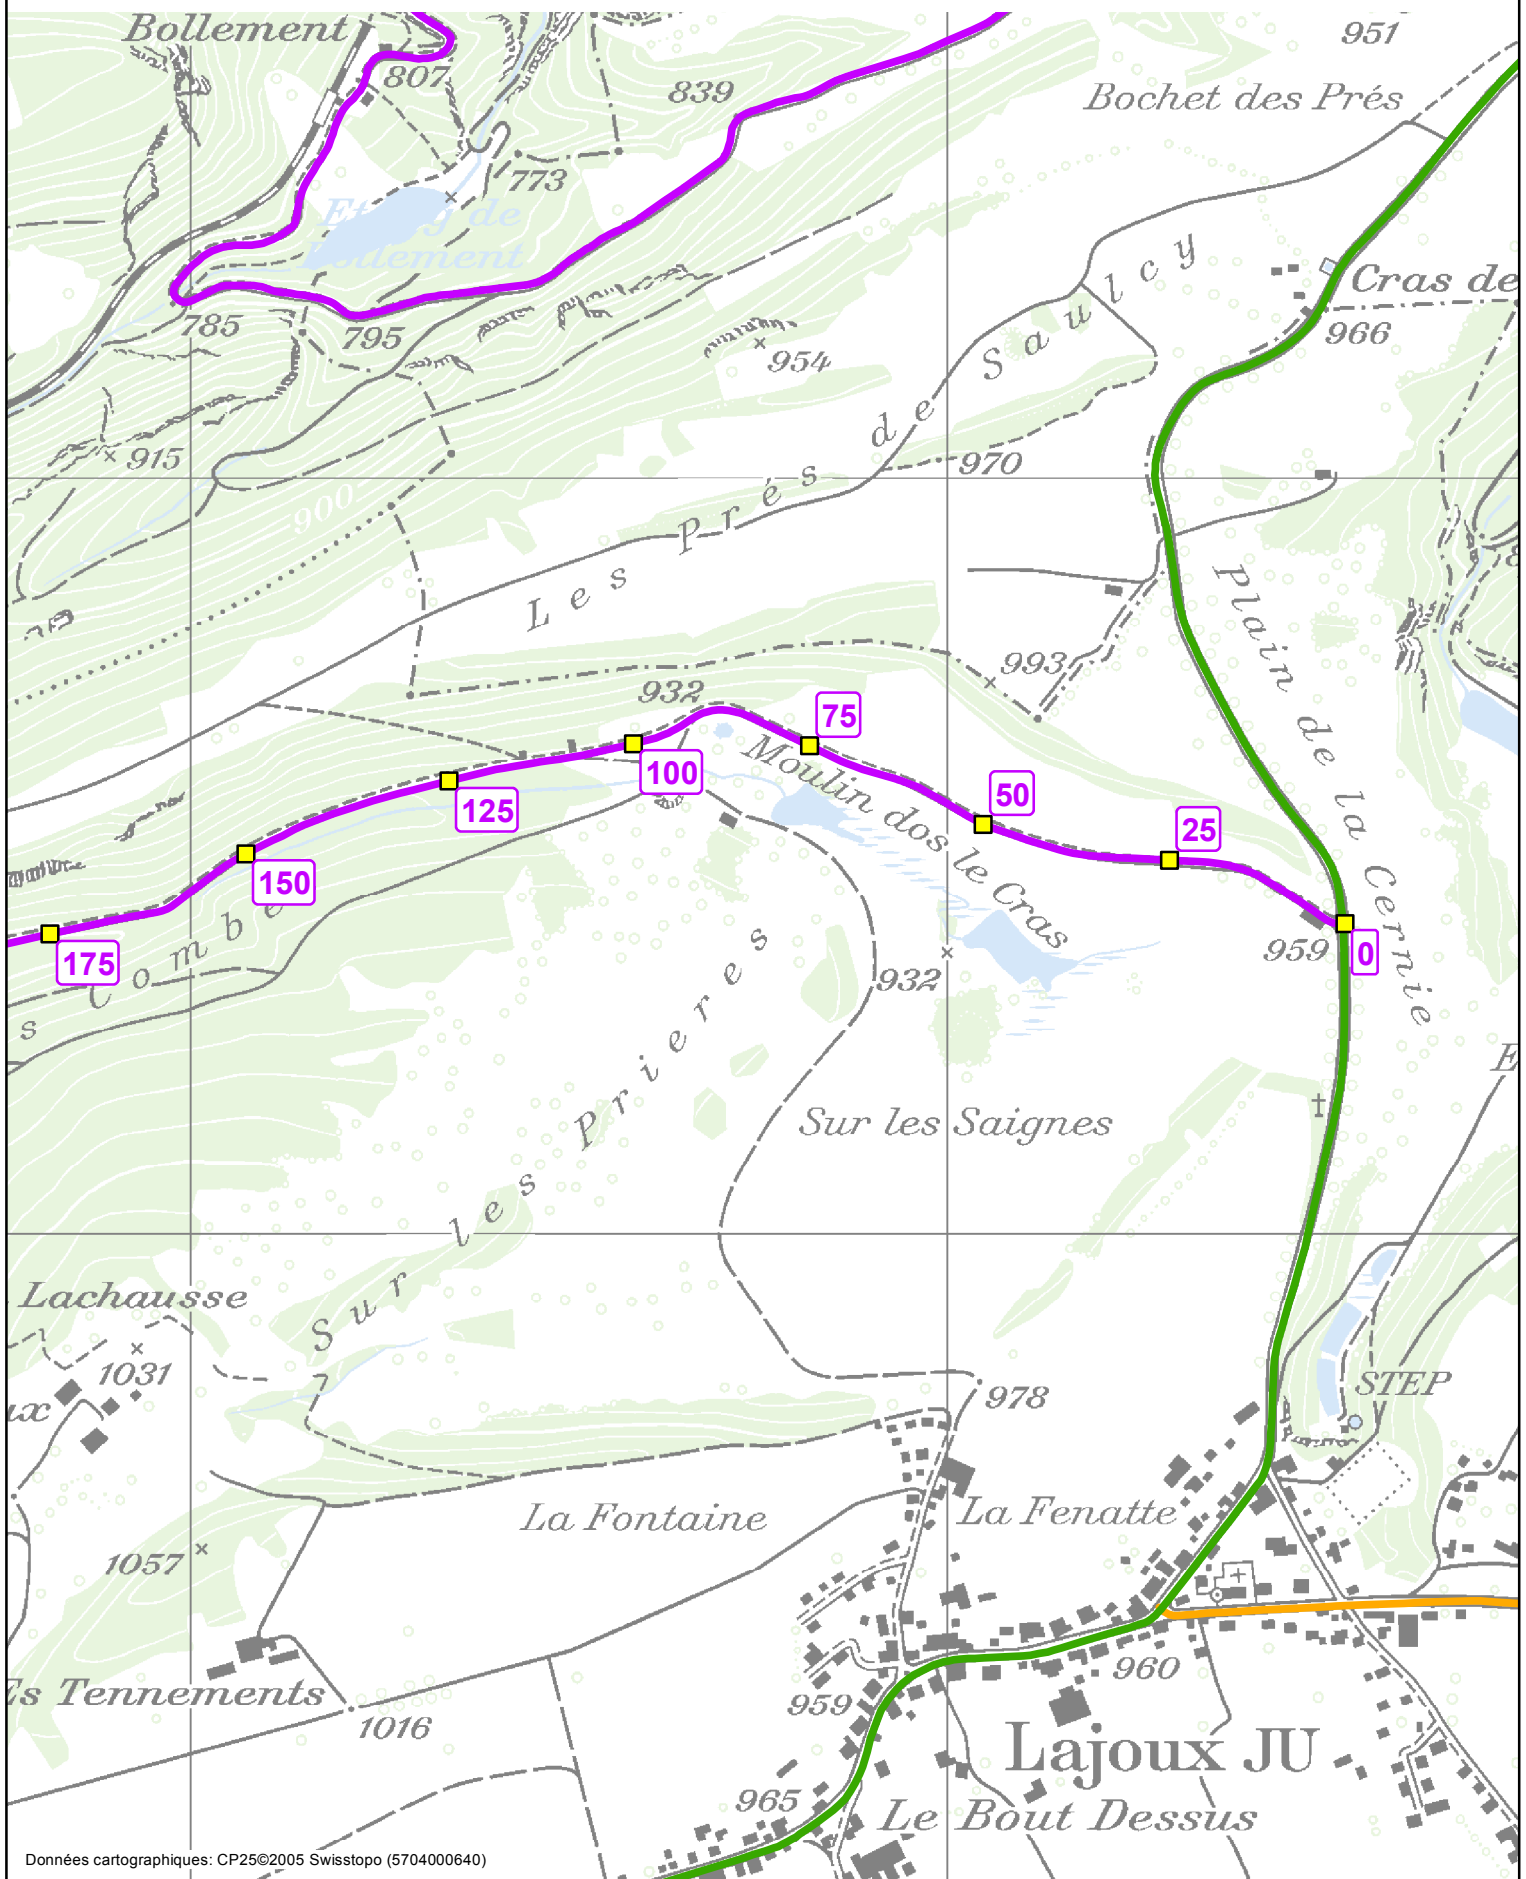 Bollement
807
839
951
Bochet des Prés
773
Etang de
Bollement
785
795
954
Cras de
966
915
900
970
Les Prés de Saulcy
993
932
75
Plain de la Cernie
100
Moulin dos le Cras
50
25
125
150
959
0
175
s Combe
932
Sur les Prieres
Sur les Saignes
E
Lachausse
1031
ux
978
STEP
La Fontaine
La Fenatte
1057
Es Tennements
1016
959
960
Lajoux JU
965
Le Bout Dessus
Données cartographiques: CP25©2005 Swisstopo (5704000640)